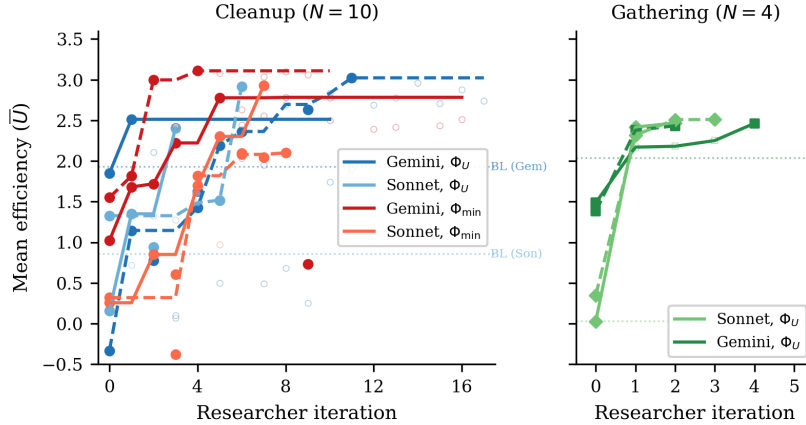 Cleanup (N = 10)
Gathering (N = 4)
Mean efficiency (U̅)
3.5
3.0
2.5
2.0
1.5
1.0
0.5
0.0
−0.5
BL (Gem)
BL (Son)
Gemini, Φ_U
Sonnet, Φ_U
Gemini, Φ_min
Sonnet, Φ_min
0 4 8 12 16
Researcher iteration
Sonnet, Φ_U
Gemini, Φ_U
0 1 2 3 4 5
Researcher iteration